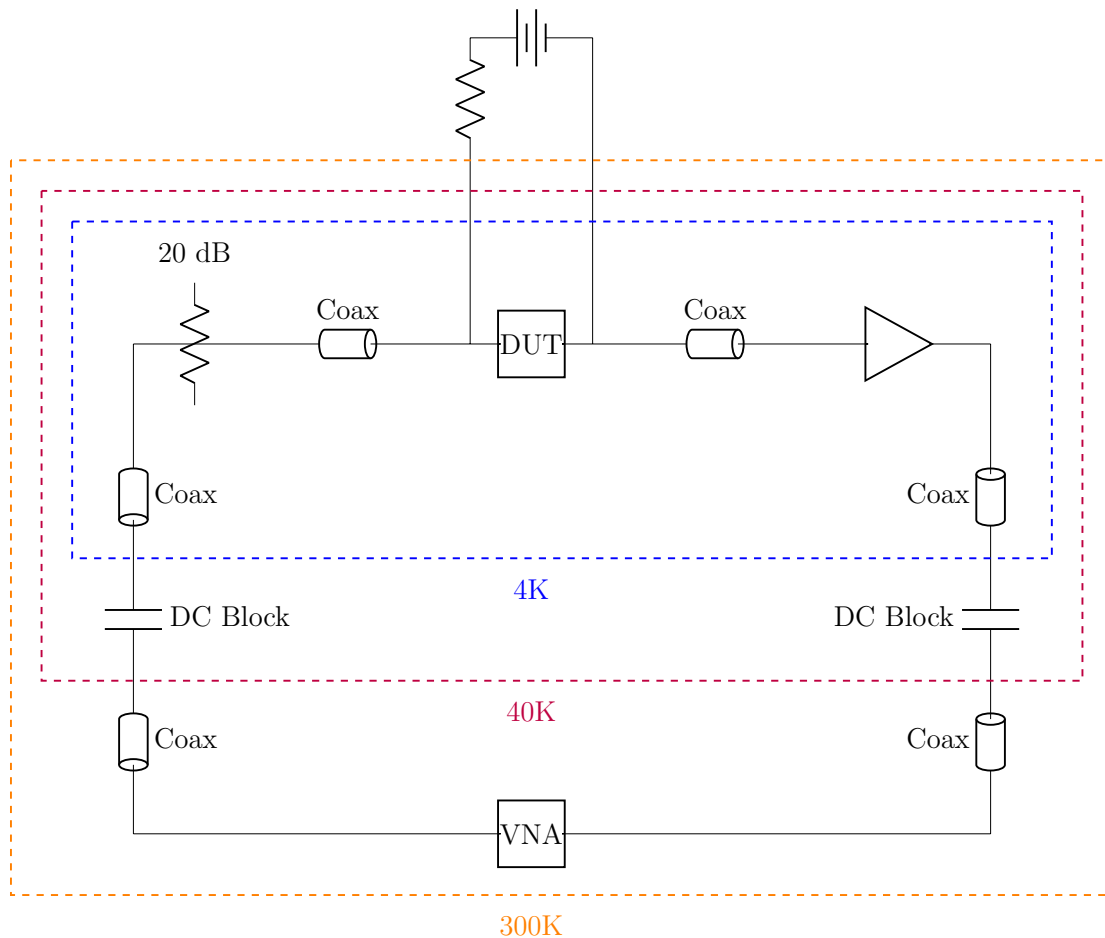 20 dB
Coax
Coax
DUT
Coax
Coax
4K
DC Block
DC Block
40K
Coax
Coax
VNA
300K